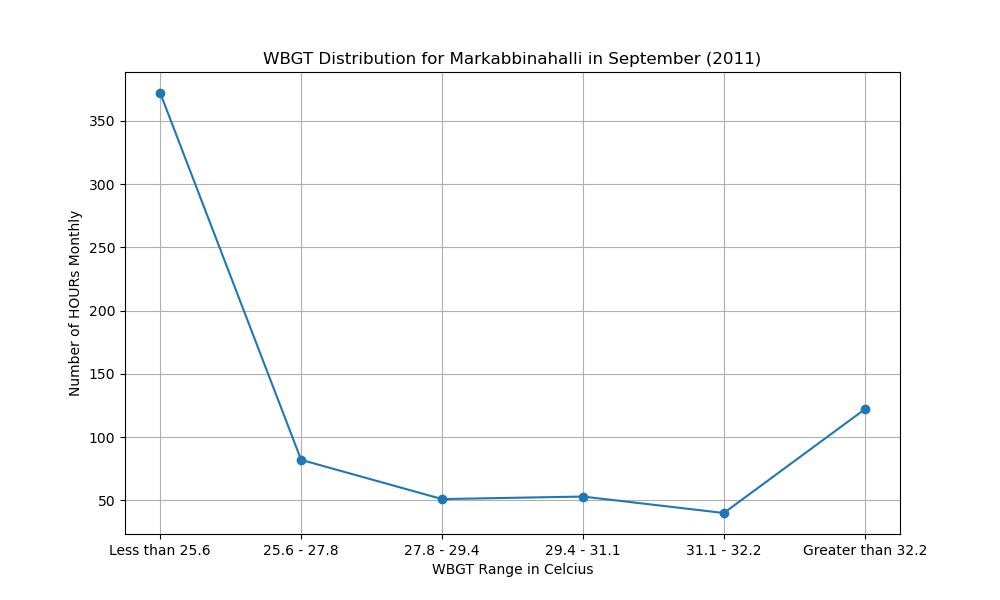 WBGT Distribution for Markabbinahalli in September (2011)
Number of HOURs Monthly
350
300
250
200
150
100
50
Less than 25.6
25.6 - 27.8
27.8 - 29.4
29.4 - 31.1
31.1 - 32.2
Greater than 32.2
WBGT Range in Celcius